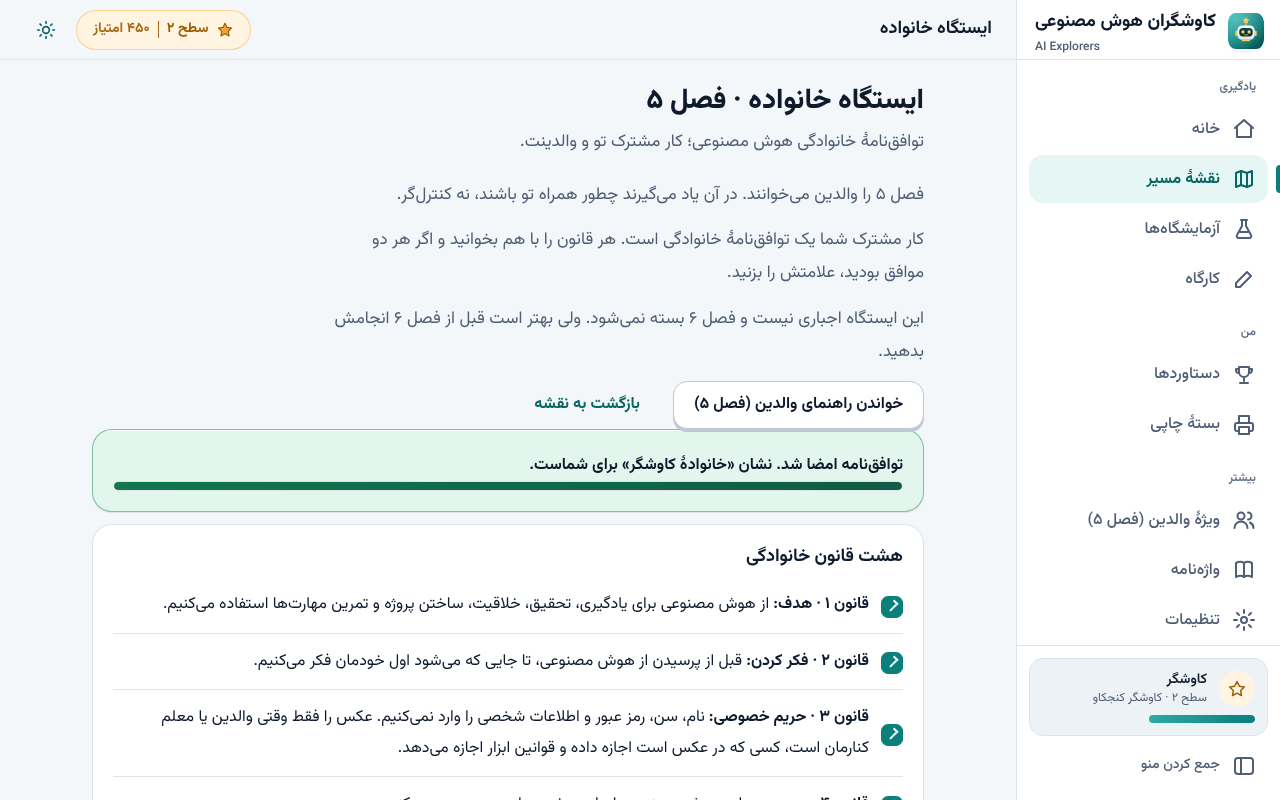 کاوشگران هوش مصنوعی
AI Explorers
یادگیری
خانه
نقشهٔ مسیر
آزمایشگاه‌ها
کارگاه
من
دستاوردها
بستهٔ چاپی
بیشتر
ویژهٔ والدین (فصل ۵)
واژه‌نامه
تنظیمات
کاوشگر
سطح ۲ · کاوشگر کنجکاو
جمع کردن منو
ایستگاه خانواده
سطح ۲ | ۴۵۰ امتیاز
ایستگاه خانواده · فصل ۵
توافق‌نامهٔ خانوادگی هوش مصنوعی؛ کار مشترک تو و والدینت.
فصل ۵ را والدین می‌خوانند. در آن یاد می‌گیرند چطور همراه تو باشند، نه کنترل‌گر.
کار مشترک شما یک توافق‌نامهٔ خانوادگی است. هر قانون را با هم بخوانید و اگر هر دو
موافق بودید، علامتش را بزنید.
این ایستگاه اجباری نیست و فصل ۶ بسته نمی‌شود. ولی بهتر است قبل از فصل ۶ انجامش
بدهید.
خواندن راهنمای والدین (فصل ۵)
بازگشت به نقشه
توافق‌نامه امضا شد. نشان «خانوادهٔ کاوشگر» برای شماست.
هشت قانون خانوادگی
قانون ۱ · هدف: از هوش مصنوعی برای یادگیری، تحقیق، خلاقیت، ساختن پروژه و تمرین مهارت‌ها استفاده می‌کنیم.
قانون ۲ · فکر کردن: قبل از پرسیدن از هوش مصنوعی، تا جایی که می‌شود اول خودمان فکر می‌کنیم.
قانون ۳ · حریم خصوصی: نام، سن، رمز عبور و اطلاعات شخصی را وارد نمی‌کنیم. عکس را فقط وقتی والدین یا معلم
کنارمان است، کسی که در عکس است اجازه داده و قوانین ابزار اجازه می‌دهد.